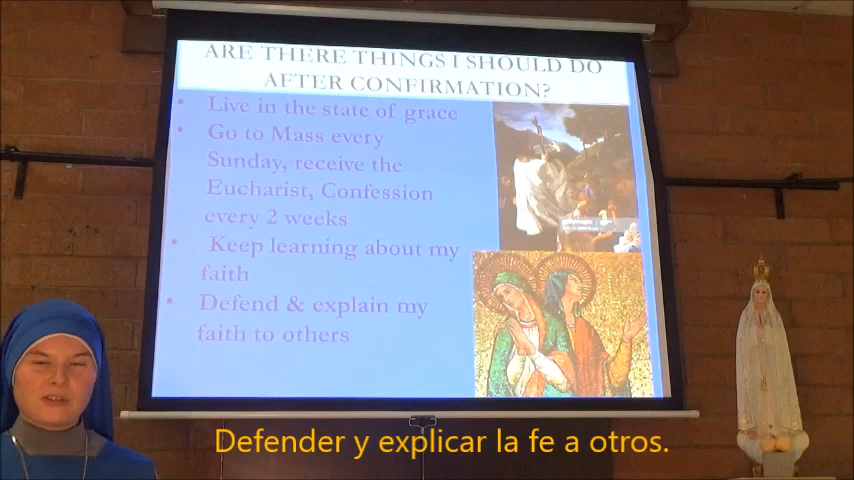 ARE THERE THINGS I SHOULD DO
AFTER CONFIRMATION?
• Live in the state of grace
• Go to Mass every
Sunday, receive the
Eucharist, Confession
every 2 weeks
• Keep learning about my
faith
• Defend & explain my
faith to others
Defender y explicar la fe a otros.